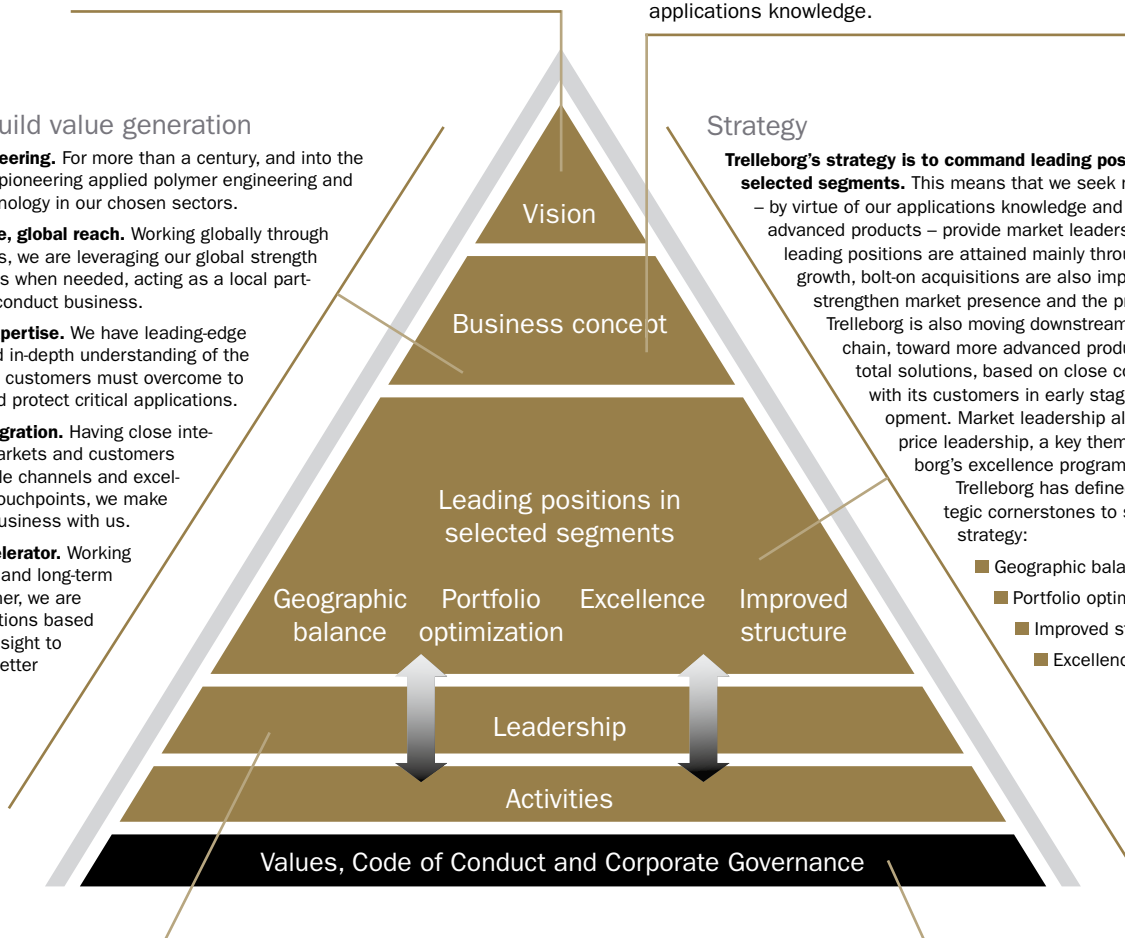 applications knowledge.
uild value generation
eering. For more than a century, and into the
pioneering applied polymer engineering and
nology in our chosen sectors.
e, global reach. Working globally through
s, we are leveraging our global strength
s when needed, acting as a local part-
conduct business.
pertise. We have leading-edge
d in-depth understanding of the
customers must overcome to
d protect critical applications.
gration. Having close inte-
arkets and customers
le channels and excel-
ouchpoints, we make
usiness with us.
elerator. Working
and long-term
ner, we are
tions based
sight to
etter
Vision
Business concept
Leading positions in
selected segments
Geographic balance
Portfolio optimization
Excellence
Improved structure
Leadership
Activities
Values, Code of Conduct and Corporate Governance
Strategy
Trelleborg's strategy is to command leading pos
selected segments. This means that we seek
– by virtue of our applications knowledge and
advanced products – provide market leaders
leading positions are attained mainly throu
growth, bolt-on acquisitions are also imp
strengthen market presence and the p
Trelleborg is also moving downstream
chain, toward more advanced produ
total solutions, based on close co
with its customers in early stag
opment. Market leadership al
price leadership, a key them
borg's excellence program
Trelleborg has define
tegic cornerstones to s
strategy:
Geographic bala
Portfolio optim
Improved st
Excellenc